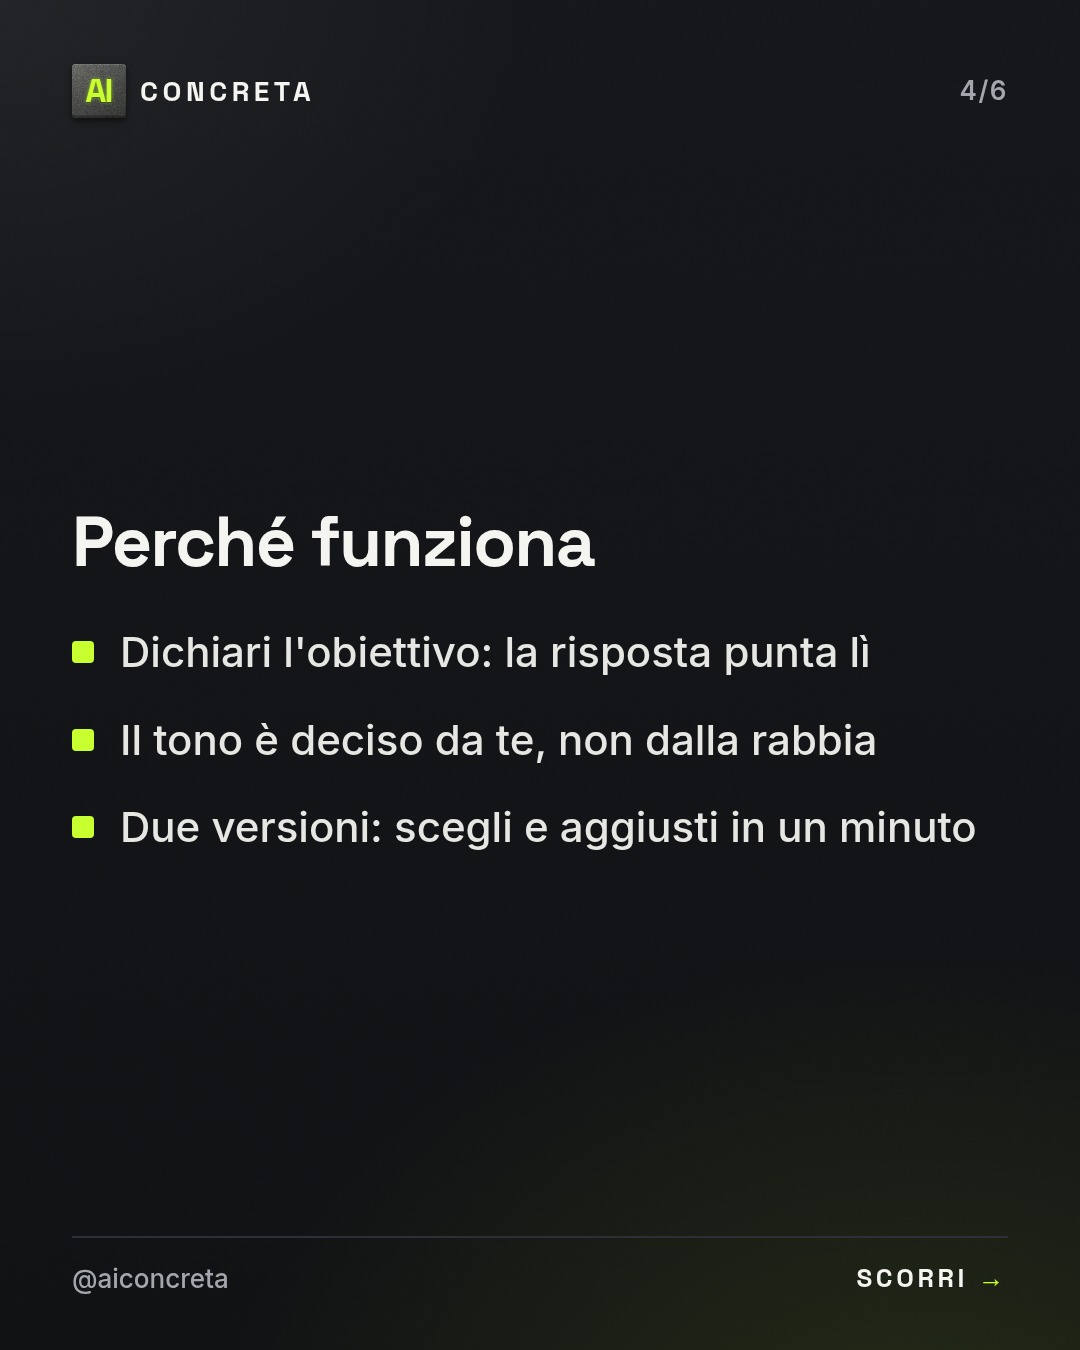 AI CONCRETA
4/6
Perché funziona
Dichiari l'obiettivo: la risposta punta lì
Il tono è deciso da te, non dalla rabbia
Due versioni: scegli e aggiusti in un minuto
@aiconcreta
SCORRI →